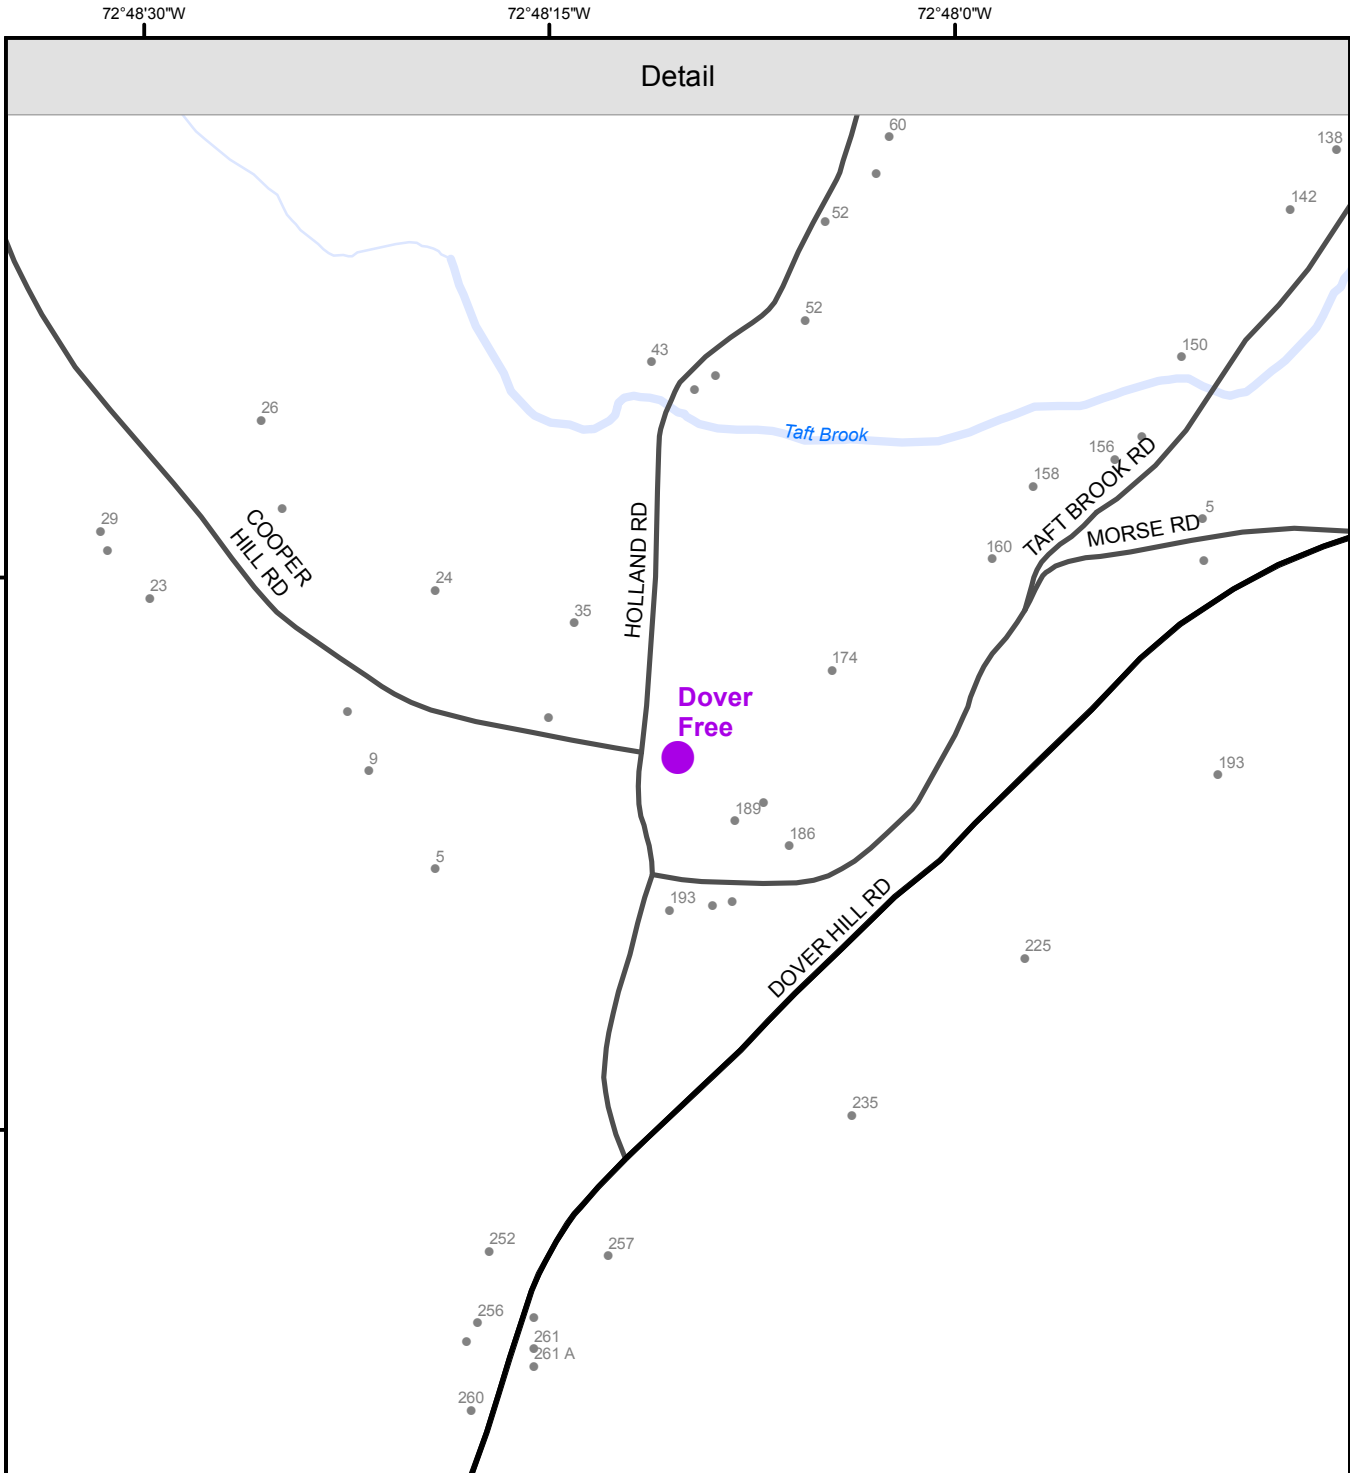 72°48'30"W
72°48'15"W
72°48'0"W
Detail
60
138
142
52
52
43
150
26
156
158
TAFT BROOK RD
Taft Brook
5
MORSE RD
29
COOPER
HILL RD
HOLLAND RD
160
24
23
35
174
Dover
Free
9
193
189
186
5
193
DOVER HILL RD
225
235
252
257
256
261
261 A
260